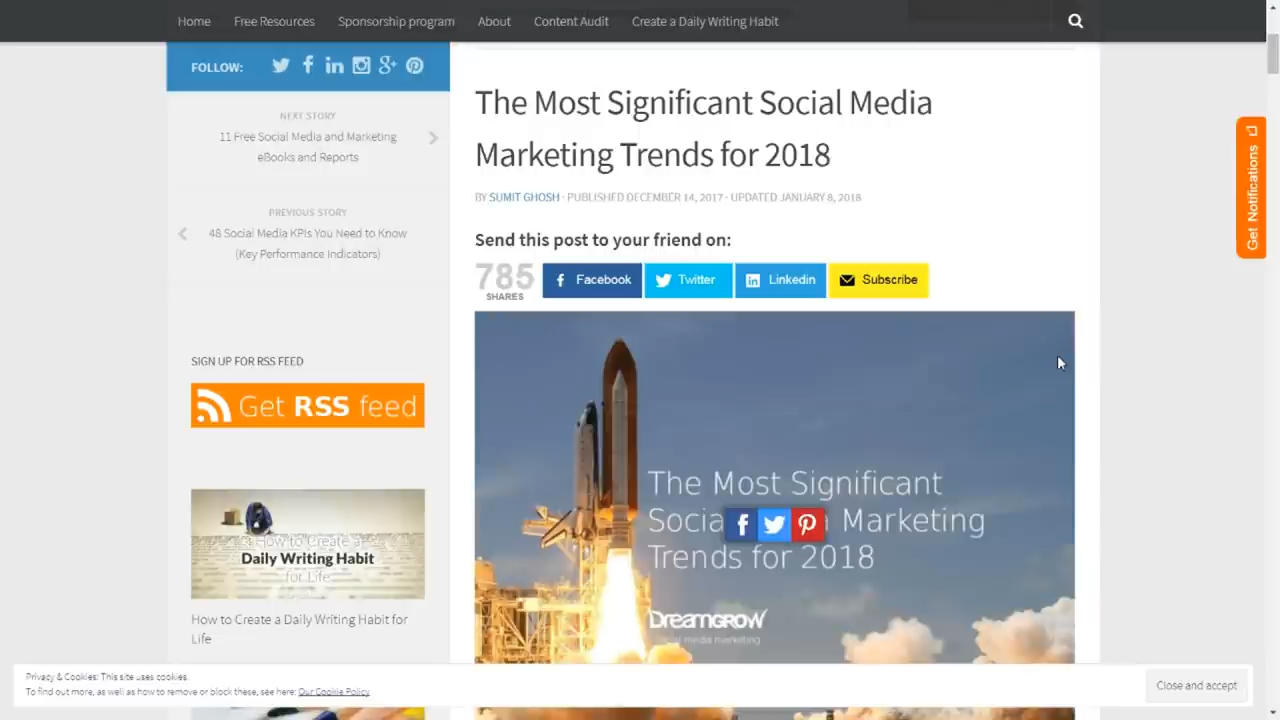 Home Free Resources Sponsorship program About Content Audit Create a Daily Writing Habit
FOLLOW:
NEXT STORY
11 Free Social Media and Marketing
eBooks and Reports
PREVIOUS STORY
48 Social Media KPIs You Need to Know
(Key Performance Indicators)
SIGN UP FOR RSS FEED
Get RSS feed
How to Create a
Daily Writing Habit
for Life
How to Create a Daily Writing Habit for
Life
The Most Significant Social Media
Marketing Trends for 2018
BY SUMIT GHOSH · PUBLISHED DECEMBER 14, 2017 · UPDATED JANUARY 8, 2018
Send this post to your friend on:
785
SHARES
Facebook Twitter Linkedin Subscribe
The Most Significant
Marketing
Trends for 2018
DREAMGROW
social media marketing
Get Notifications
Privacy & Cookies: This site uses cookies.
To find out more, as well as how to remove or block these, see here: Our Cookie Policy
Close and accept